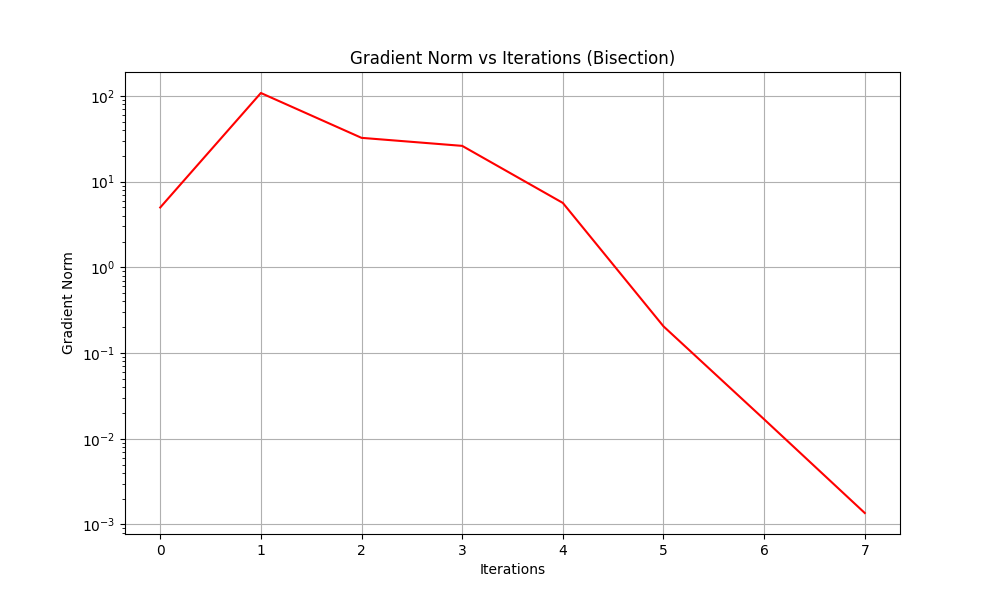 Gradient Norm vs Iterations (Bisection)
Gradient Norm
10²
10¹
10⁰
10⁻¹
10⁻²
10⁻³
0 1 2 3 4 5 6 7
Iterations